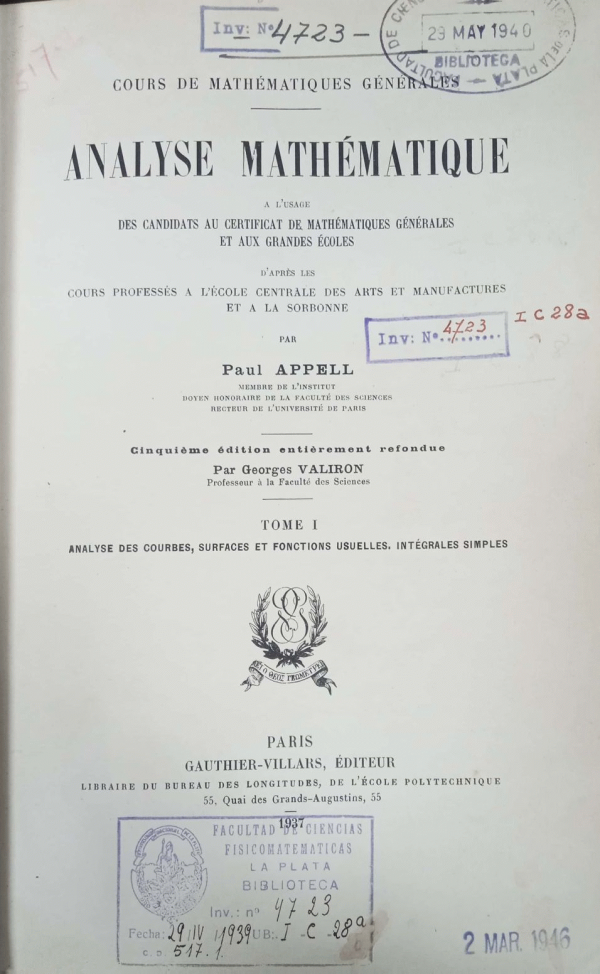 Inv: Nº 4723 -
29 MAY 1940
BIBLIOTECA
FACULTAD DE LA PLATA
517.
COURS DE MATHÉMATIQUES GÉNÉRALES
ANALYSE MATHÉMATIQUE
A L'USAGE
DES CANDIDATS AU CERTIFICAT DE MATHÉMATIQUES GÉNÉRALES
ET AUX GRANDES ÉCOLES
D'APRÈS LES
COURS PROFESSÉS A L'ÉCOLE CENTRALE DES ARTS ET MANUFACTURES
ET A LA SORBONNE
PAR
I C 28a
Inv: Nº 4723
Paul APPELL
MEMBRE DE L'INSTITUT
DOYEN HONORAIRE DE LA FACULTÉ DES SCIENCES
RECTEUR DE L'UNIVERSITÉ DE PARIS
Cinquième édition entièrement refondue
Par Georges VALIRON
Professeur à la Faculté des Sciences
TOME I
ANALYSE DES COURBES, SURFACES ET FONCTIONS USUELLES. INTÉGRALES SIMPLES
PARIS
GAUTHIER-VILLARS, ÉDITEUR
LIBRAIRE DU BUREAU DES LONGITUDES, DE L'ÉCOLE POLYTECHNIQUE
55, Quai des Grands-Augustins, 55
1937
FACULTAD DE CIENCIAS
FISICOMATEMATICAS
LA PLATA
BIBLIOTECA
Inv.: nº 4723
Fecha: 29 IV 1939 UB: I - C - 28a
C. D. 517.1.
2 MAR. 1946